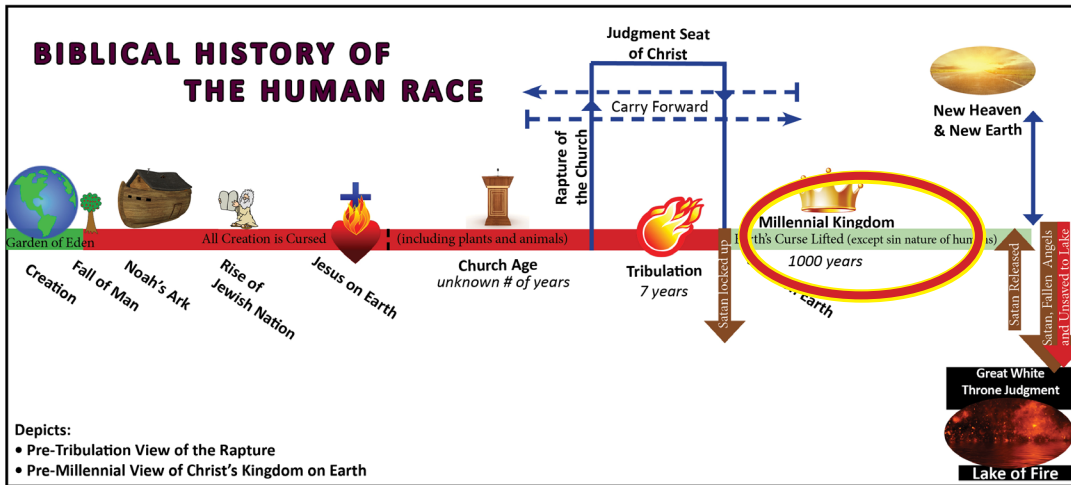 BIBLICAL HISTORY OF
THE HUMAN RACE
Judgment Seat
of Christ
Carry Forward
Rapture of
the Church
New Heaven
& New Earth
Garden of Eden
All Creation is Cursed
(including plants and animals)
Millennial Kingdom
Earth's Curse Lifted (except sin nature of humans)
1000 years
Creation
Fall of Man
Noah's Ark
Rise of
Jewish Nation
Jesus on Earth
Church Age
unknown # of years
Tribulation
7 years
Satan locked up
Earth
Satan Released
Satan, Fallen Angels
and Unsaved to Lake
Great White
Throne Judgment
Lake of Fire
Depicts:
• Pre-Tribulation View of the Rapture
• Pre-Millennial View of Christ's Kingdom on Earth